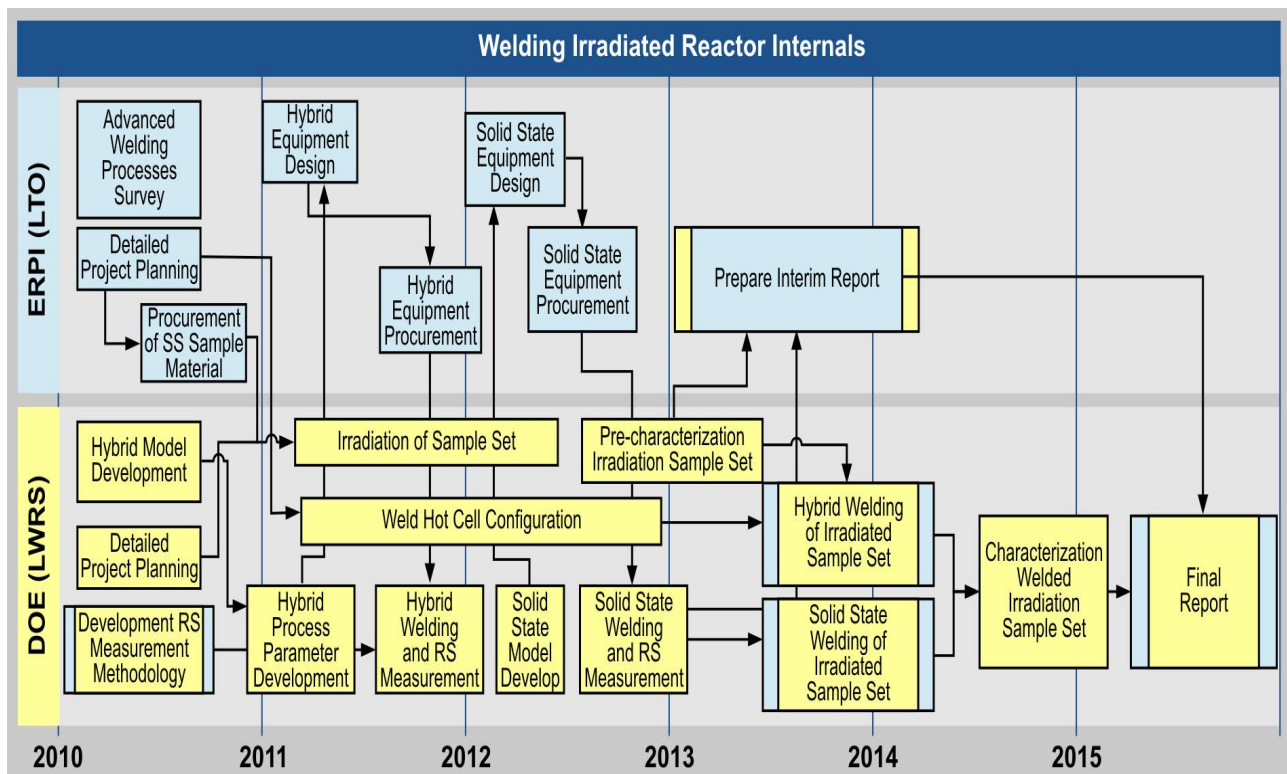 Welding Irradiated Reactor Internals
ERPI (LTO)
Advanced
Welding
Processes
Survey
Hybrid
Equipment
Design
Solid State
Equipment
Design
Detailed
Project Planning
Solid State
Equipment
Procurement
Prepare Interim Report
Hybrid
Equipment
Procurement
Procurement
of SS Sample
Material
DOE (LWRS)
Hybrid Model
Development
Irradiation of Sample Set
Pre-characterization
Irradiation Sample Set
Weld Hot Cell Configuration
Hybrid Welding
of Irradiated
Sample Set
Detailed
Project Planning
Characterization
Welded
Irradiation
Sample Set
Final
Report
Development RS
Measurement
Methodology
Hybrid
Process
Parameter
Development
Hybrid
Welding
and RS
Measurement
Solid
State
Model
Develop
Solid State
Welding
and RS
Measurement
Solid State
Welding of
Irradiated
Sample Set
2010
2011
2012
2013
2014
2015